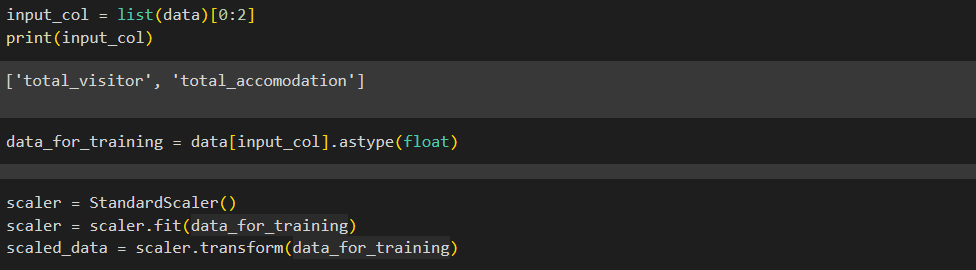 input_col = list(data)[0:2]
print(input_col)
['total_visitor', 'total_accomodation']
data_for_training = data[input_col].astype(float)
scaler = StandardScaler()
scaler = scaler.fit(data_for_training)
scaled_data = scaler.transform(data_for_training)